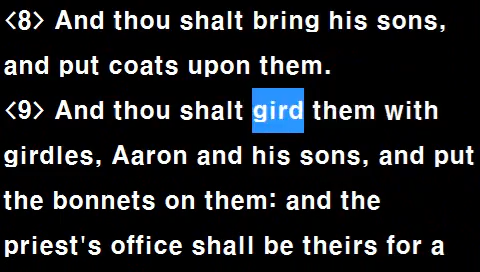 <8> And thou shalt bring his sons,
and put coats upon them.
<9> And thou shalt gird them with
girdles, Aaron and his sons, and put
the bonnets on them: and the
priest's office shall be theirs for a